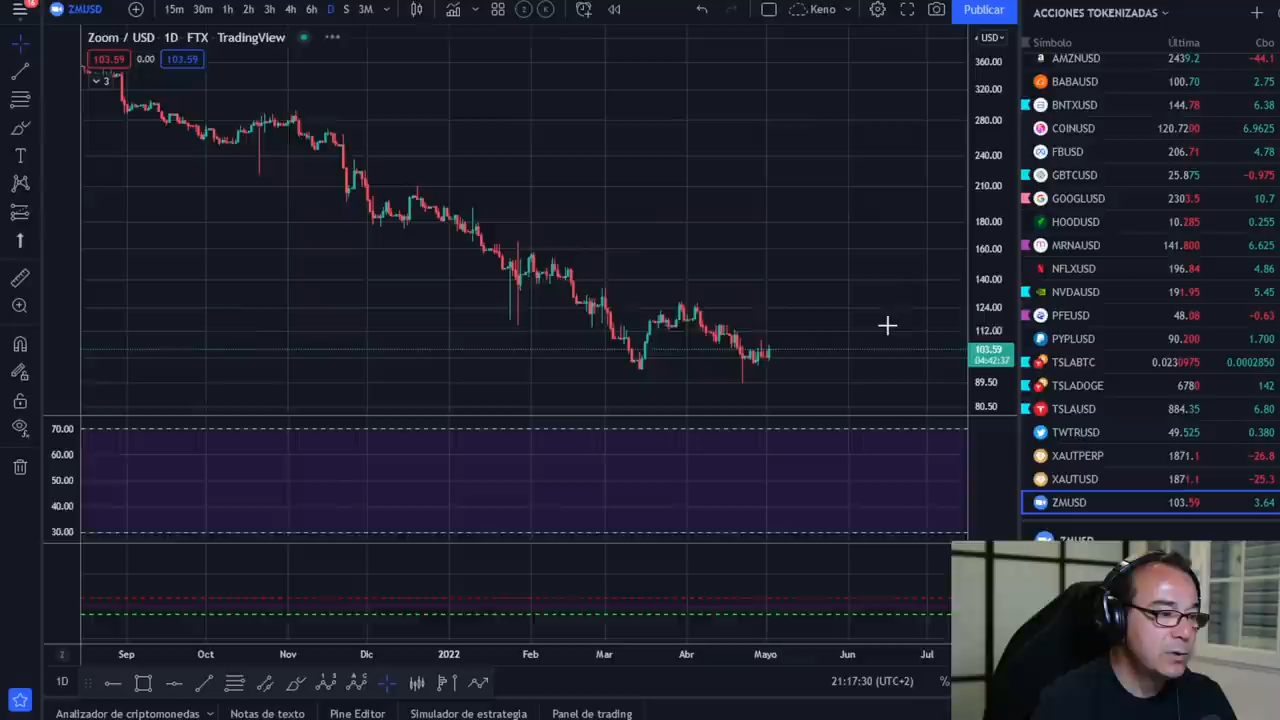 16
ZMUSD
15m 30m 1h 2h 3h 4h 6h D S 3M
2
Keno
Publicar
Zoom / USD 1D FTX TradingView
103.59 0.00 103.59
3
USD
360.00
320.00
280.00
240.00
210.00
180.00
160.00
140.00
124.00
112.00
103.59
04:42:37
89.50
80.50
70.00
60.00
50.00
40.00
30.00
Sep Oct Nov Dic 2022 Feb Mar Abr Mayo Jun Jul
Z
1D
21:17:30 (UTC+2)
%
Analizador de criptomonedas Notas de texto Pine Editor Simulador de estrategia Panel de trading
ACCIONES TOKENIZADAS
Símbolo Última Cbo
AMZNUSD 2439.2 −44.1
BABAUSD 100.70 2.75
BNTXUSD 144.78 6.38
COINUSD 120.7200 6.9625
FBUSD 206.71 4.78
GBTCUSD 25.875 −0.975
GOOGLUSD 2303.5 10.7
HOODUSD 10.285 0.255
MRNAUSD 141.800 6.625
NFLXUSD 196.84 4.86
NVDAUSD 191.95 5.45
PFEUSD 48.08 −0.63
PYPLUSD 90.200 1.700
TSLABTC 0.0230975 0.0002850
TSLADOGE 6780 142
TSLAUSD 884.35 6.80
TWTRUSD 49.525 0.380
XAUTPERP 1871.1 −26.8
XAUTUSD 1871.1 −25.3
ZMUSD 103.59 3.64
ZMUSD